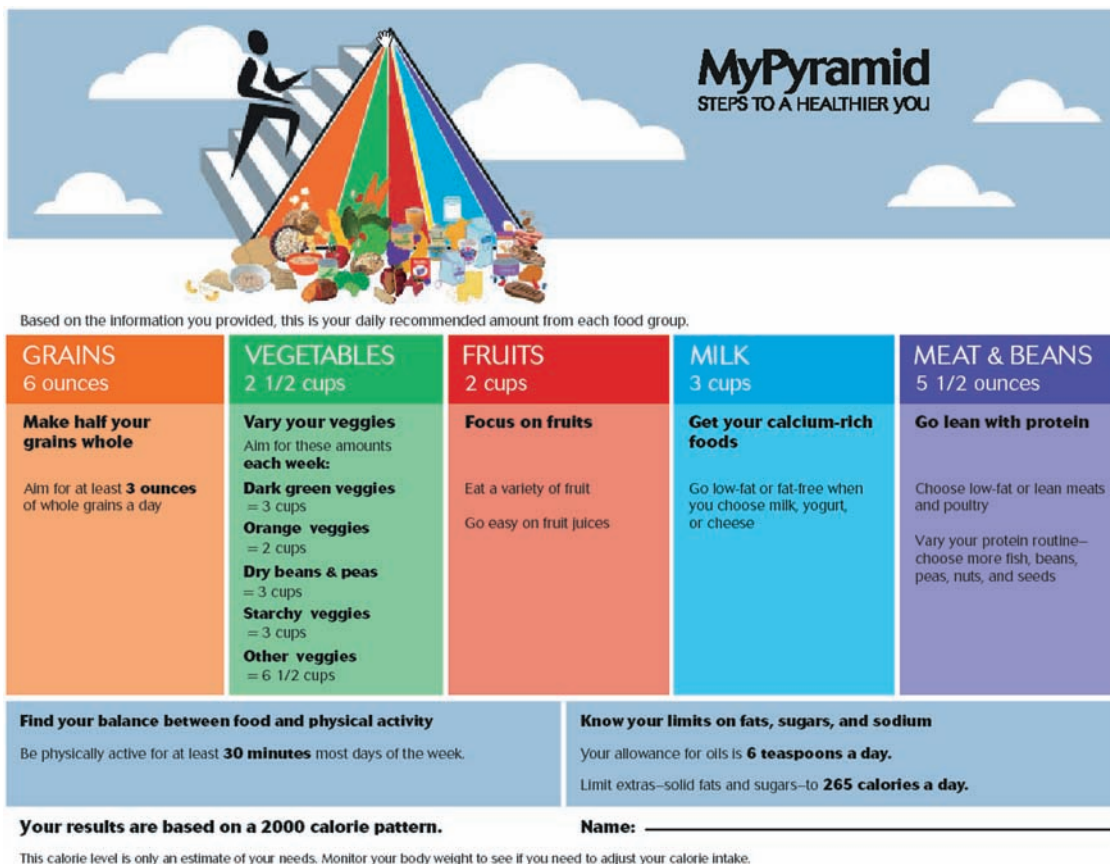 MyPyramid
STEPS TO A HEALTHIER YOU
Based on the information you provided, this is your daily recommended amount from each food group.
GRAINS
6 ounces
Make half your
grains whole
Aim for at least 3 ounces
of whole grains a day
VEGETABLES
2 1/2 cups
Vary your veggies
Aim for these amounts
each week:
Dark green veggies
= 3 cups
Orange veggies
= 2 cups
Dry beans & peas
= 3 cups
Starchy veggies
= 3 cups
Other veggies
= 6 1/2 cups
FRUITS
2 cups
Focus on fruits
Eat a variety of fruit
Go easy on fruit juices
MILK
3 cups
Get your calcium-rich
foods
Go low-fat or fat-free when
you choose milk, yogurt,
or cheese
MEAT & BEANS
5 1/2 ounces
Go lean with protein
Choose low-fat or lean meats
and poultry
Vary your protein routine–
choose more fish, beans,
peas, nuts, and seeds
Find your balance between food and physical activity
Be physically active for at least 30 minutes most days of the week.
Know your limits on fats, sugars, and sodium
Your allowance for oils is 6 teaspoons a day.
Limit extras–solid fats and sugars–to 265 calories a day.
Your results are based on a 2000 calorie pattern.
Name:
This calorie level is only an estimate of your needs. Monitor your body weight to see if you need to adjust your calorie intake.